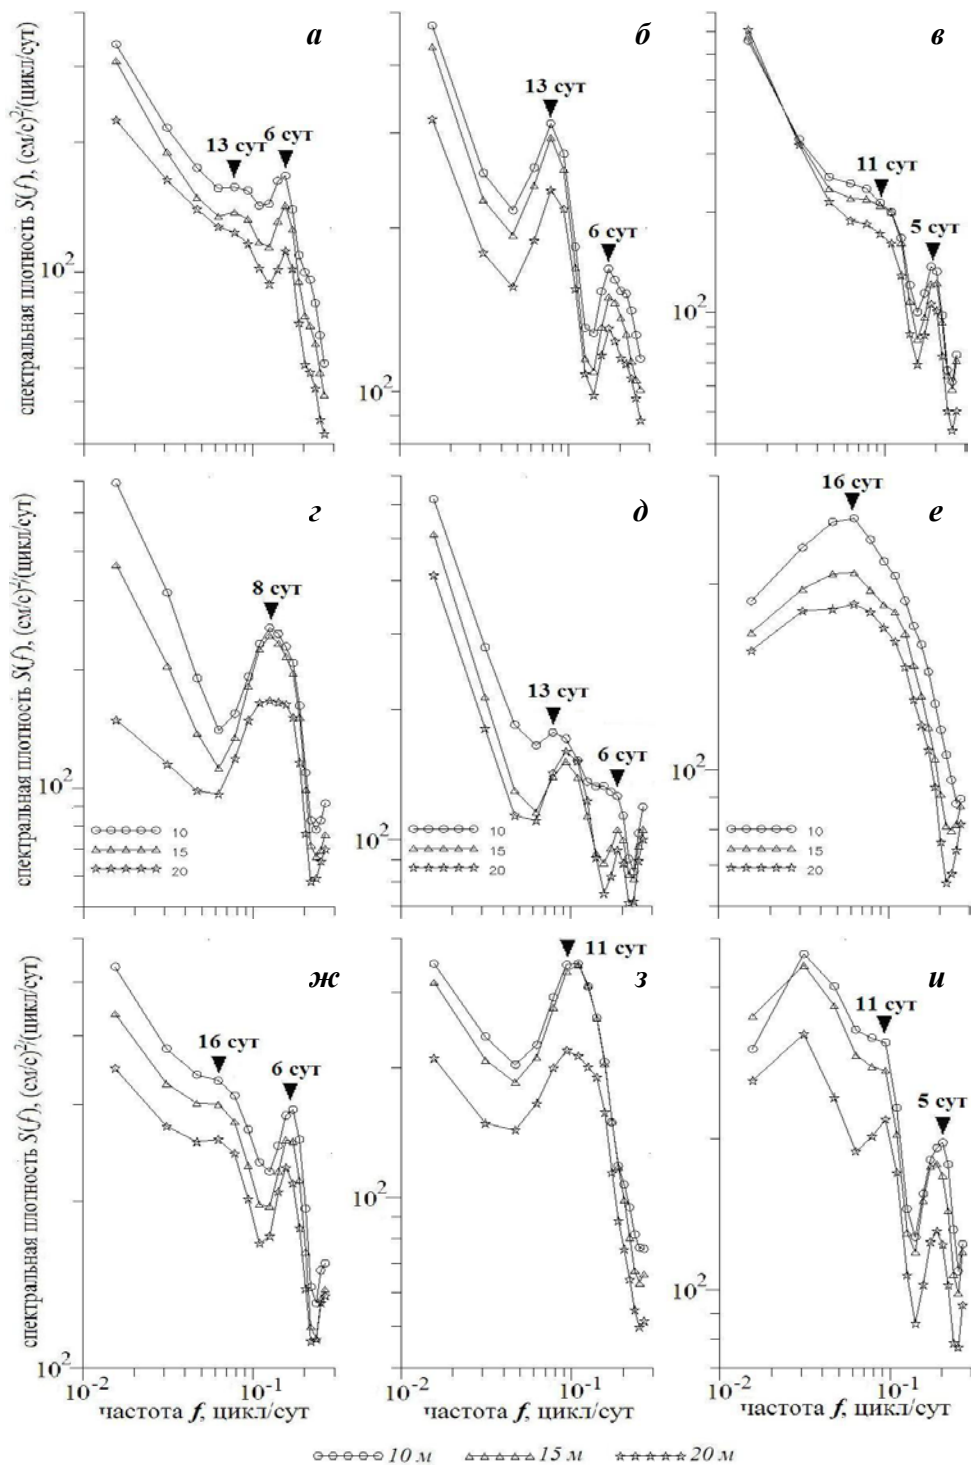 спектральная плотность S(f), (см/с)²/(цикл/сут)
а
13 сут
6 сут
10²
б
13 сут
6 сут
10²
в
11 сут
5 сут
10²
спектральная плотность S(f), (см/с)²/(цикл/сут)
г
8 сут
10²
10
15
20
д
13 сут
6 сут
10²
10
15
20
е
16 сут
10²
10
15
20
спектральная плотность S(f), (см/с)²/(цикл/сут)
ж
16 сут
6 сут
10²
з
11 сут
10²
и
11 сут
5 сут
10²
10⁻² 10⁻¹
10⁻² 10⁻¹
10⁻² 10⁻¹
частота f, цикл/сут
частота f, цикл/сут
частота f, цикл/сут
10 м 15 м 20 м